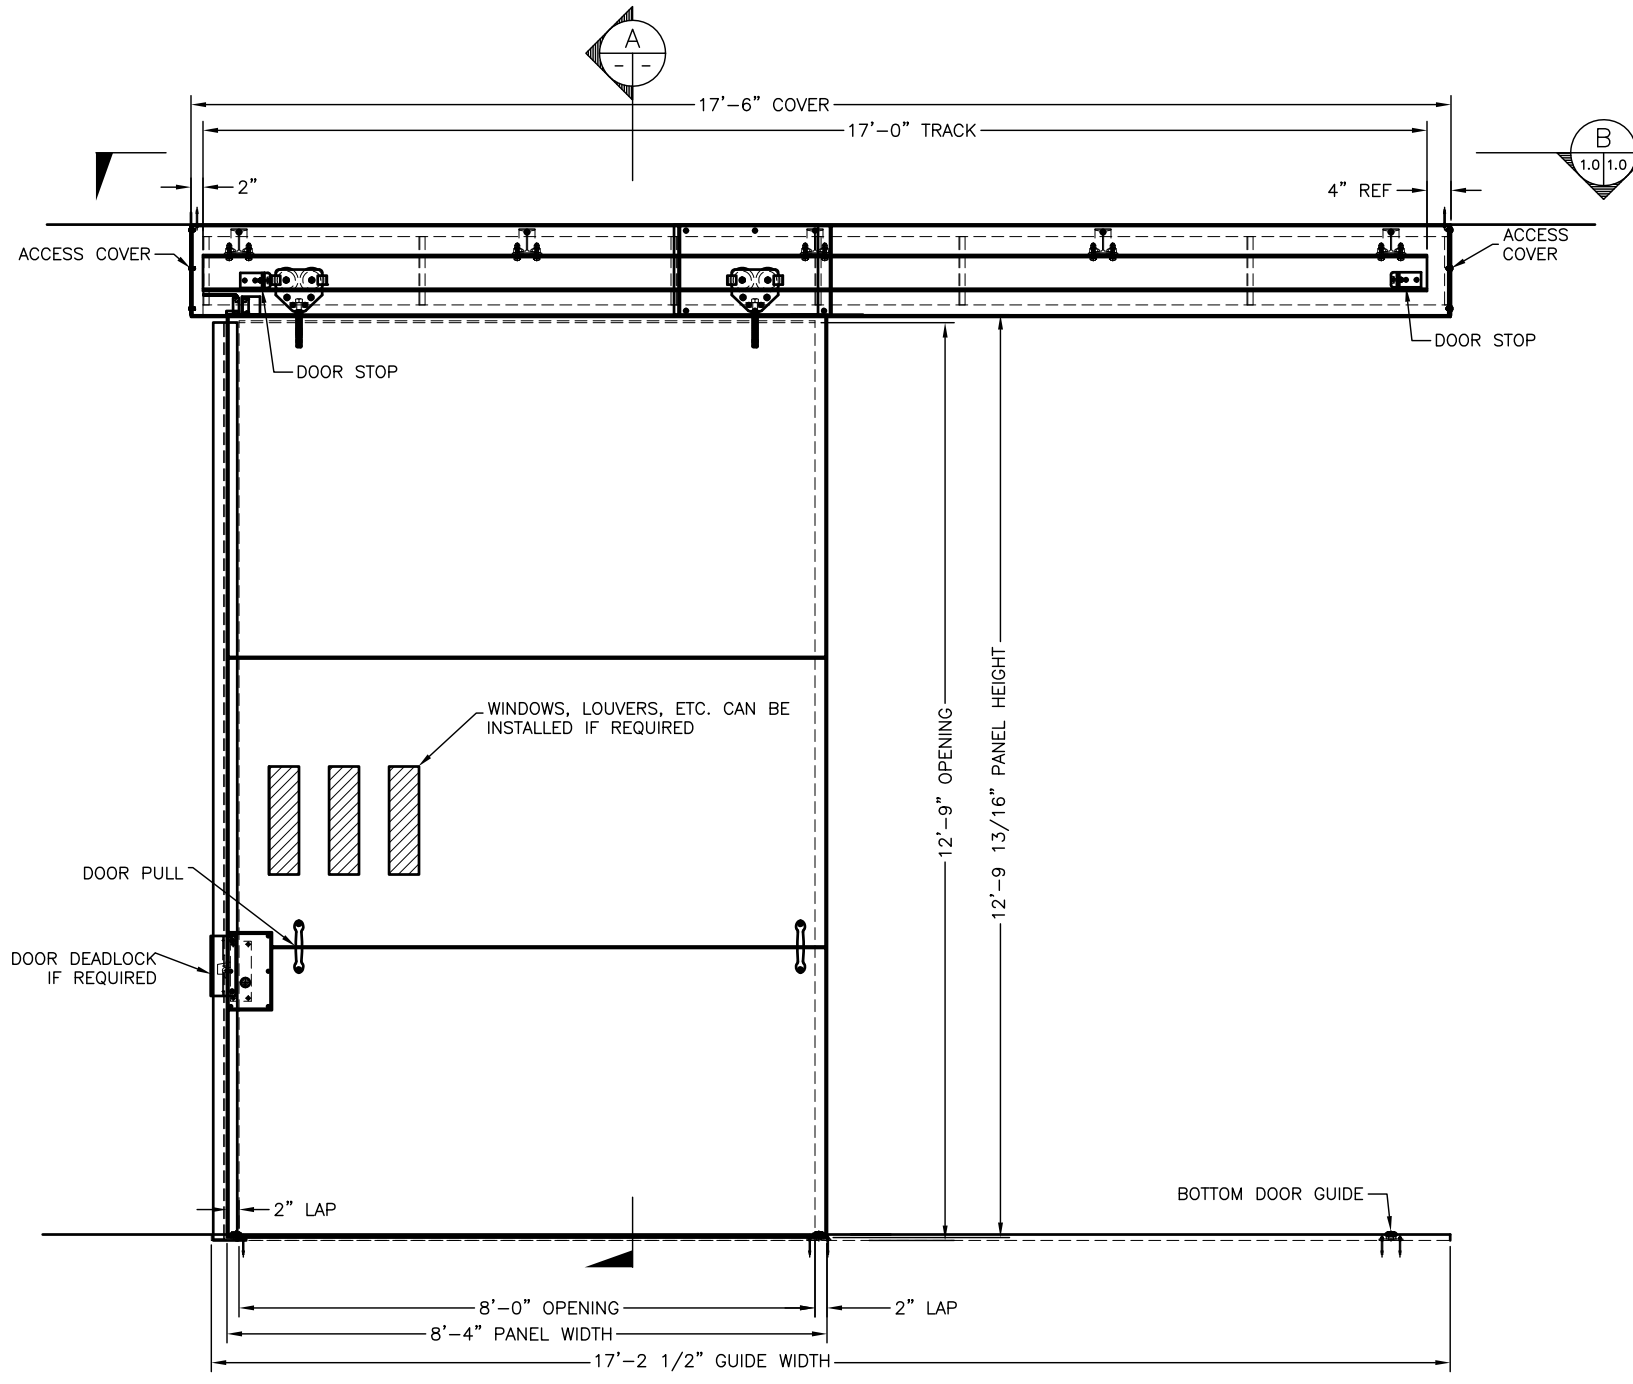 A
- -
17'-6" COVER
17'-0" TRACK
B
1.0 1.0
2"
4" REF
ACCESS COVER
ACCESS
COVER
DOOR STOP
DOOR STOP
WINDOWS, LOUVERS, ETC. CAN BE
INSTALLED IF REQUIRED
12'-9" OPENING
12'-9 13/16" PANEL HEIGHT
DOOR PULL
DOOR DEADLOCK
IF REQUIRED
2" LAP
BOTTOM DOOR GUIDE
8'-0" OPENING
2" LAP
8'-4" PANEL WIDTH
17'-2 1/2" GUIDE WIDTH